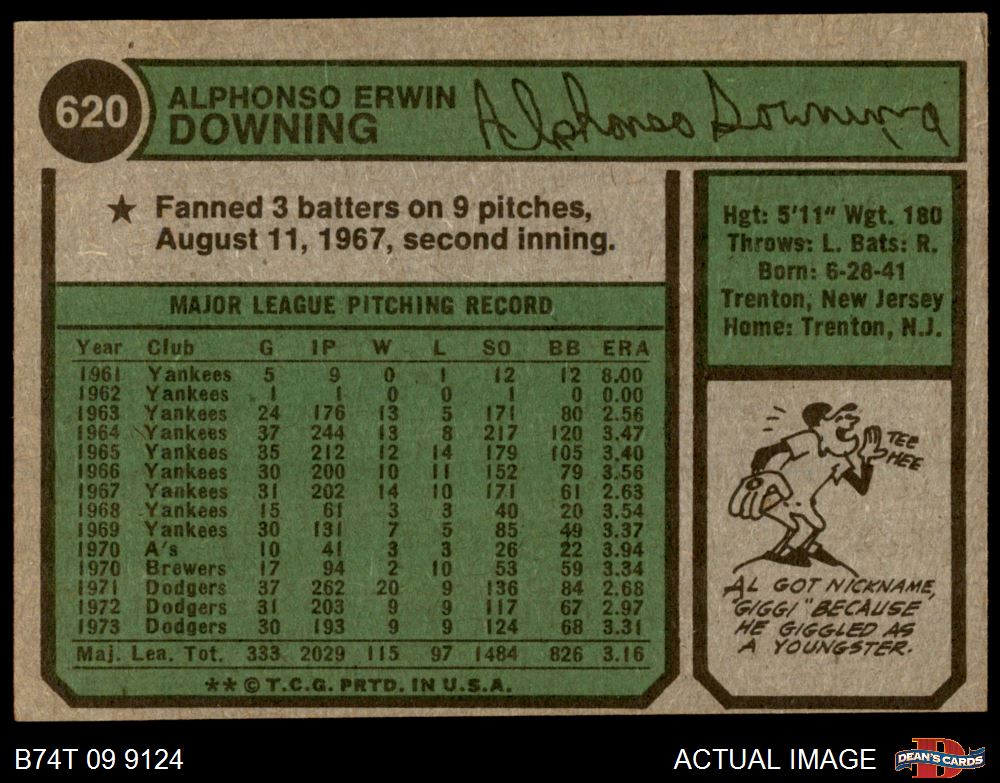 620
ALPHONSO ERWIN
DOWNING
Alphonso Downing
★ Fanned 3 batters on 9 pitches,
August 11, 1967, second inning.
MAJOR LEAGUE PITCHING RECORD
Year Club G IP W L SO BB ERA
1961 Yankees 5 9 0 1 12 12 8.00
1962 Yankees 1 1 0 0 1 0 0.00
1963 Yankees 24 176 13 5 171 80 2.56
1964 Yankees 37 244 13 8 217 120 3.47
1965 Yankees 35 212 12 14 179 105 3.40
1966 Yankees 30 200 10 11 152 79 3.56
1967 Yankees 31 202 14 10 171 61 2.63
1968 Yankees 15 61 3 3 40 20 3.54
1969 Yankees 30 131 7 5 85 49 3.37
1970 A's 10 41 3 3 26 22 3.94
1970 Brewers 17 94 2 10 53 59 3.34
1971 Dodgers 37 262 20 9 136 84 2.68
1972 Dodgers 31 203 9 9 117 67 2.97
1973 Dodgers 30 193 9 9 124 68 3.31
Maj. Lea. Tot. 333 2029 115 97 1484 826 3.16
** © T.C.G. PRTD. IN U.S.A.
Hgt: 5'11" Wgt. 180
Throws: L. Bats: R.
Born: 6-28-41
Trenton, New Jersey
Home: Trenton, N.J.
TEE
HEE
AL GOT NICKNAME,
"GIGGI" BECAUSE
HE GIGGLED AS
A YOUNGSTER.
B74T 09 9124
ACTUAL IMAGE
D
DEAN'S CARDS